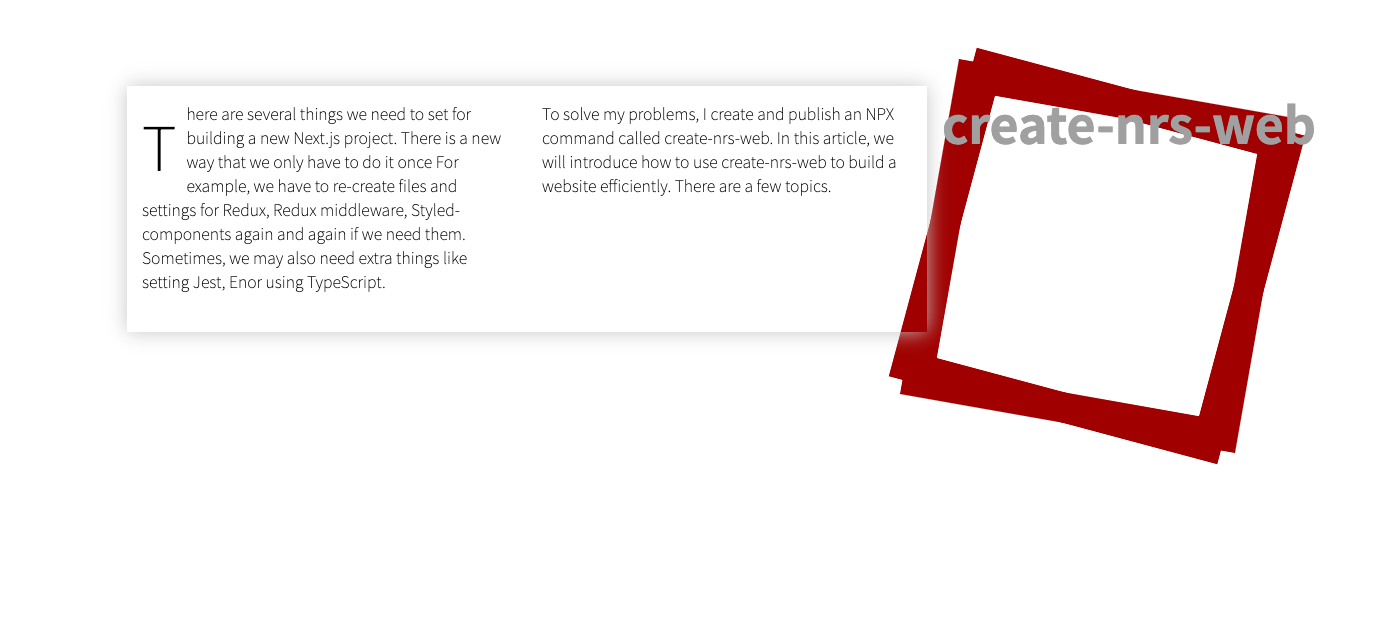 There are several things we need to set for
building a new Next.js project. There is a new
way that we only have to do it once For
example, we have to re-create files and
settings for Redux, Redux middleware, Styled-
components again and again if we need them.
Sometimes, we may also need extra things like
setting Jest, Enor using TypeScript.
To solve my problems, I create and publish an NPX
command called create-nrs-web. In this article, we
will introduce how to use create-nrs-web to build a
website efficiently. There are a few topics.
create-nrs-web